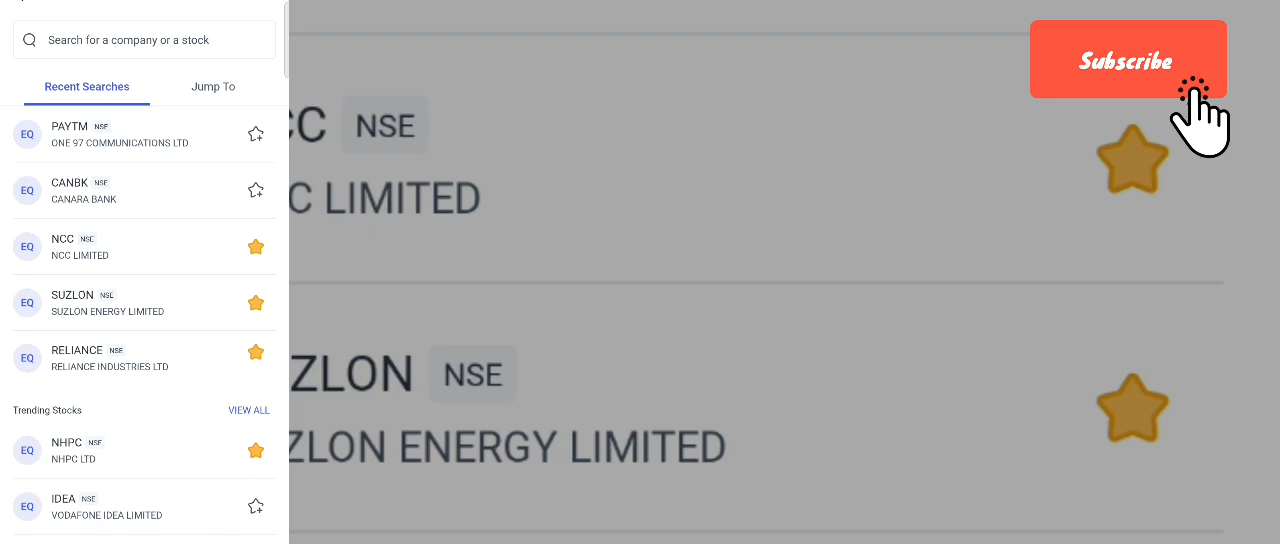 Search for a company or a stock
Recent Searches
Jump To
EQ
PAYTM NSE
ONE 97 COMMUNICATIONS LTD
EQ
CANBK NSE
CANARA BANK
EQ
NCC NSE
NCC LIMITED
EQ
SUZLON NSE
SUZLON ENERGY LIMITED
EQ
RELIANCE NSE
RELIANCE INDUSTRIES LTD
Trending Stocks
VIEW ALL
EQ
NHPC NSE
NHPC LTD
EQ
IDEA NSE
VODAFONE IDEA LIMITED
CC NSE
C LIMITED
ZLON NSE
ZLON ENERGY LIMITED
Subscribe